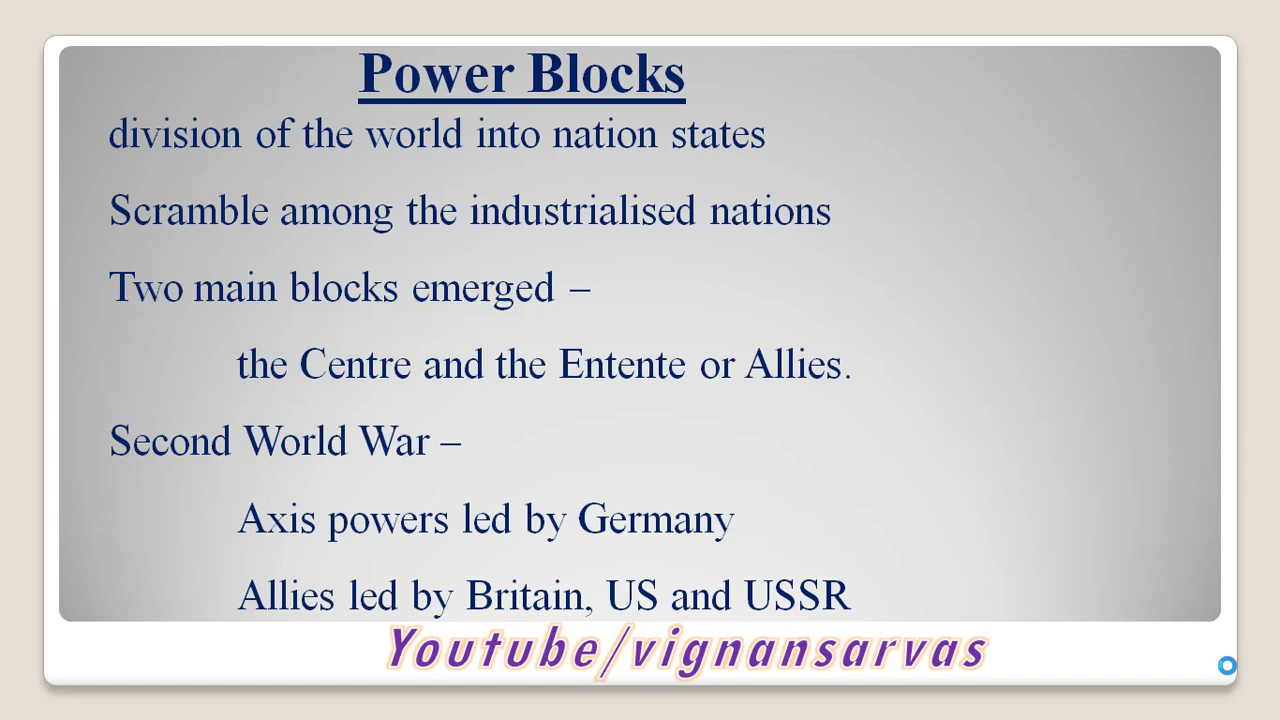 Power Blocks
division of the world into nation states
Scramble among the industrialised nations
Two main blocks emerged –
the Centre and the Entente or Allies.
Second World War –
Axis powers led by Germany
Allies led by Britain, US and USSR
Youtube/vignansarvas